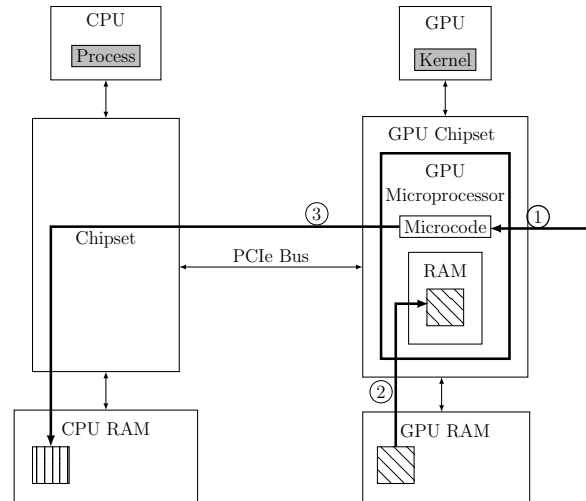 CPU
Process
GPU
Kernel
GPU Chipset
GPU
Microprocessor
③
①
Microcode
Chipset
PCIe Bus
RAM
②
CPU RAM
GPU RAM